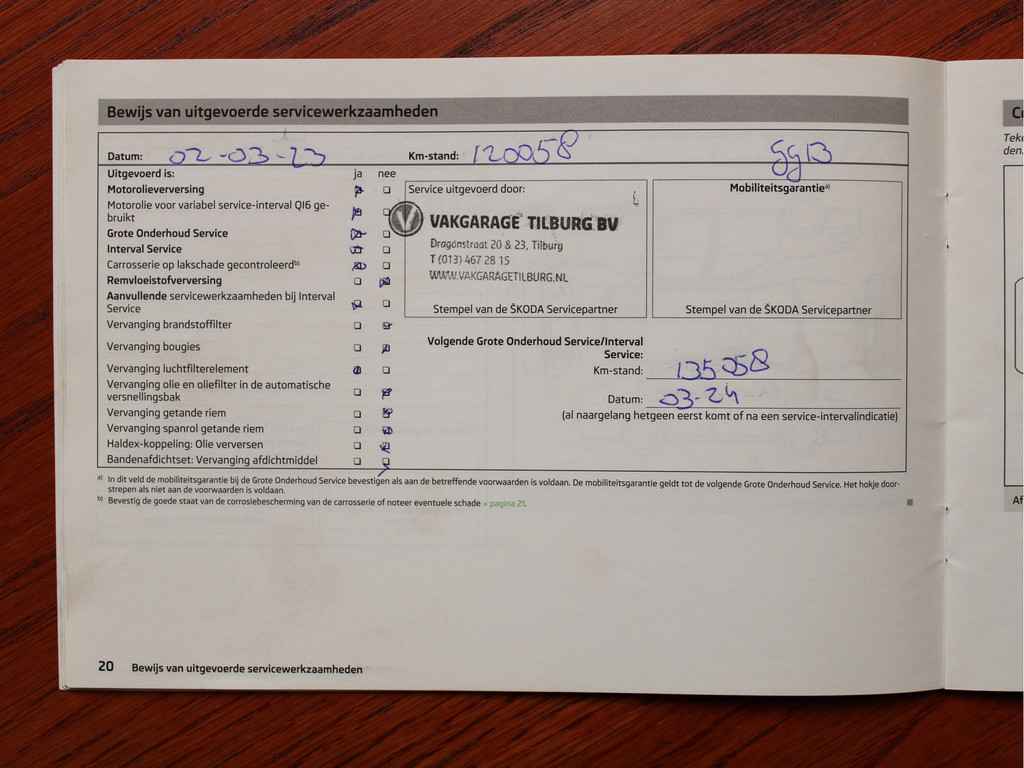 Bewijs van uitgevoerde servicewerkzaamheden
Datum: 02-03-23 Km-stand: 120058
Uitgevoerd is: ja nee
Motorolieverversing
Motorolie voor variabel service-interval QI6 ge-
bruikt
Grote Onderhoud Service
Interval Service
Carrosserie op lakschade gecontroleerd b)
Remvloeistofverversing
Aanvullende servicewerkzaamheden bij Interval
Service
Vervanging brandstoffilter
Vervanging bougies
Vervanging luchtfilterelement
Vervanging olie en oliefilter in de automatische
versnellingsbak
Vervanging getande riem
Vervanging spanrol getande riem
Haldex-koppeling: Olie verversen
Bandenafdichtset: Vervanging afdichtmiddel
Service uitgevoerd door:
VAKGARAGE TILBURG BV
Dragonstraat 20 & 23, Tilburg
T (013) 467 28 15
WWW.VAKGARAGETILBURG.NL
Stempel van de ŠKODA Servicepartner
Mobiliteitsgarantie a)
Stempel van de ŠKODA Servicepartner
Volgende Grote Onderhoud Service/Interval
Service:
Km-stand: 135058
Datum: 03-24
(al naargelang hetgeen eerst komt of na een service-intervalindicatie)
a) In dit veld de mobiliteitsgarantie bij de Grote Onderhoud Service bevestigen als aan de betreffende voorwaarden is voldaan. De mobiliteitsgarantie geldt tot de volgende Grote Onderhoud Service. Het hokje door-
strepen als niet aan de voorwaarden is voldaan.
b) Bevestig de goede staat van de corrosiebescherming van de carrosserie of noteer eventuele schade » pagina 21.
20 Bewijs van uitgevoerde servicewerkzaamheden
den.
Af